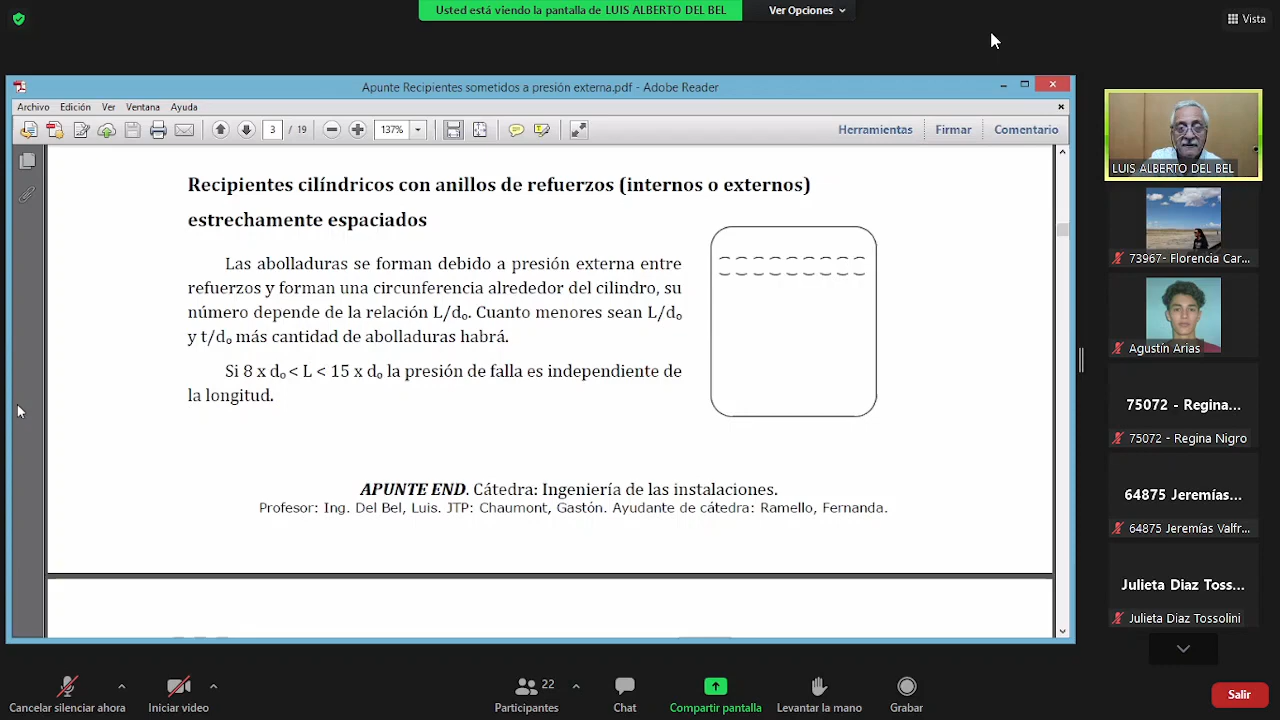 Usted está viendo la pantalla de LUIS ALBERTO DEL BEL
Ver Opciones
Vista
Apunte Recipientes sometidos a presión externa.pdf - Adobe Reader
Archivo Edición Ver Ventana Ayuda
3 / 19
137%
Herramientas Firmar Comentario
Recipientes cilíndricos con anillos de refuerzos (internos o externos)
estrechamente espaciados
Las abolladuras se forman debido a presión externa entre
refuerzos y forman una circunferencia alrededor del cilindro, su
número depende de la relación L/dₒ. Cuanto menores sean L/dₒ
y t/dₒ más cantidad de abolladuras habrá.
Si 8 x dₒ < L < 15 x dₒ la presión de falla es independiente de
la longitud.
APUNTE END. Cátedra: Ingeniería de las instalaciones.
Profesor: Ing. Del Bel, Luis. JTP: Chaumont, Gastón. Ayudante de cátedra: Ramello, Fernanda.
LUIS ALBERTO DEL BEL
73967- Florencia Car...
Agustín Arias
75072 - Regina...
75072 - Regina Nigro
64875 Jeremías...
64875 Jeremías Valfr...
Julieta Diaz Toss...
Julieta Diaz Tossolini
Cancelar silenciar ahora
Iniciar video
22
Participantes
Chat
Compartir pantalla
Levantar la mano
Grabar
Salir